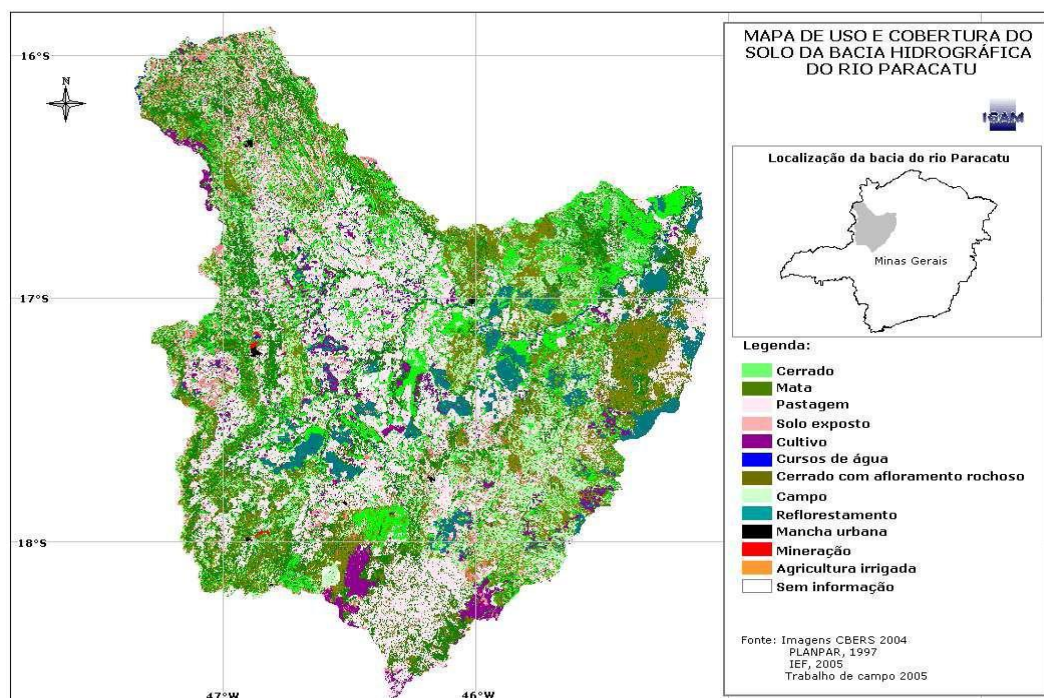 MAPA DE USO E COBERTURA DO
SOLO DA BACIA HIDROGRÁFICA
DO RIO PARACATU
IGAM
Localização da bacia do rio Paracatu
Minas Gerais
Legenda:
Cerrado
Mata
Pastagem
Solo exposto
Cultivo
Cursos de água
Cerrado com afloramento rochoso
Campo
Reflorestamento
Mancha urbana
Mineração
Agricultura irrigada
Sem informação
Fonte: Imagens CBERS 2004
PLANPAR, 1997
IEF, 2005
Trabalho de campo 2005
N
16°S
17°S
18°S
47°W
46°W